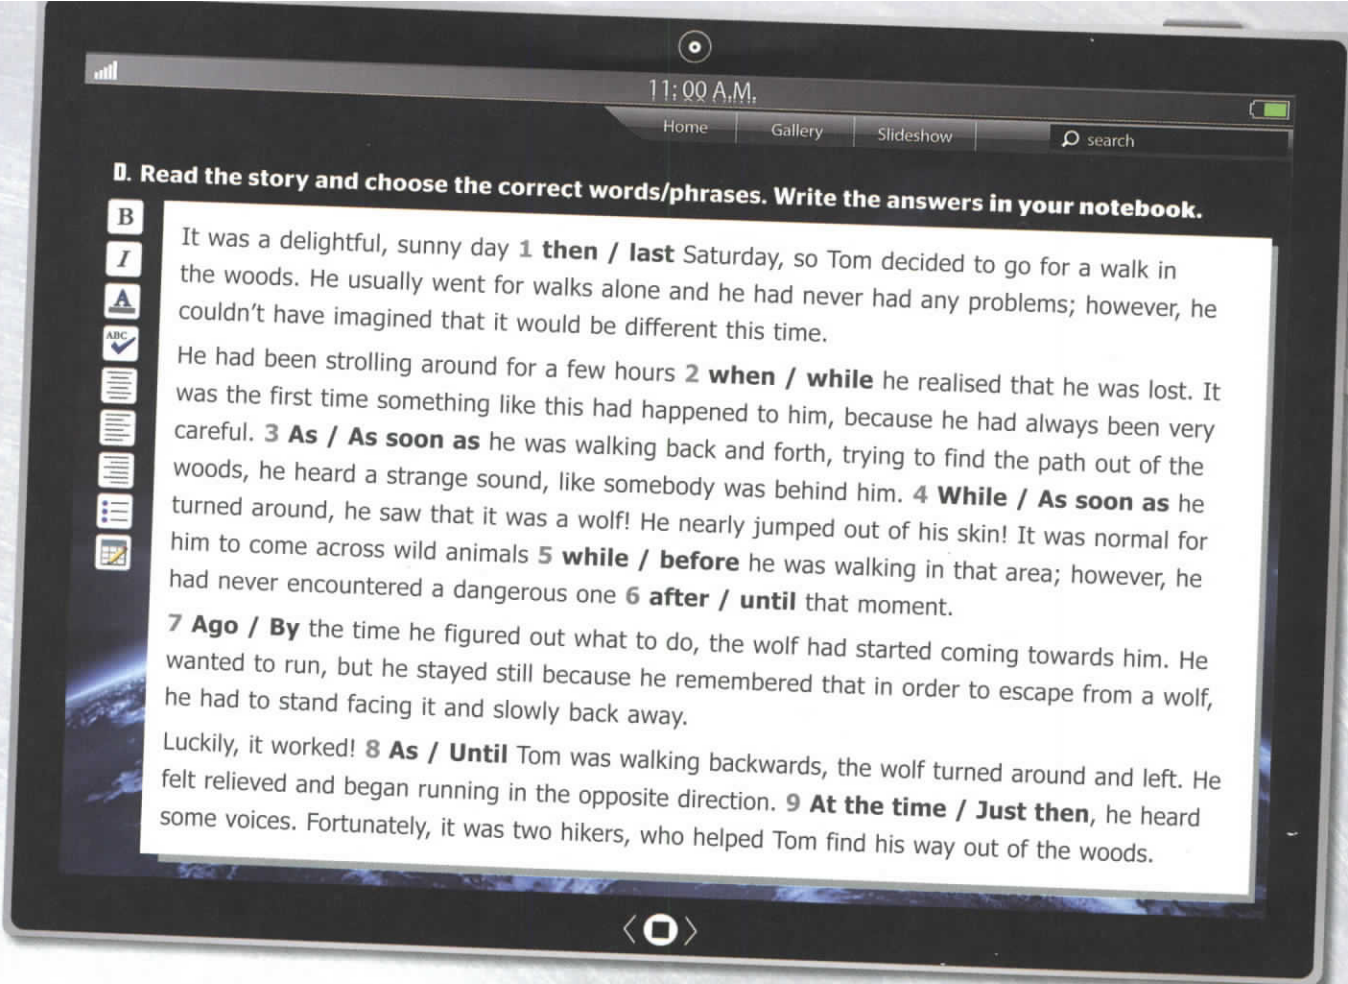 11: 00 A.M.
Home
Gallery
Slideshow
search
D. Read the story and choose the correct words/phrases. Write the answers in your notebook.
B
I
A
ABC
It was a delightful, sunny day 1 then / last Saturday, so Tom decided to go for a walk in
the woods. He usually went for walks alone and he had never had any problems; however, he
couldn't have imagined that it would be different this time.
He had been strolling around for a few hours 2 when / while he realised that he was lost. It
was the first time something like this had happened to him, because he had always been very
careful. 3 As / As soon as he was walking back and forth, trying to find the path out of the
woods, he heard a strange sound, like somebody was behind him. 4 While / As soon as he
turned around, he saw that it was a wolf! He nearly jumped out of his skin! It was normal for
him to come across wild animals 5 while / before he was walking in that area; however, he
had never encountered a dangerous one 6 after / until that moment.
7 Ago / By the time he figured out what to do, the wolf had started coming towards him. He
wanted to run, but he stayed still because he remembered that in order to escape from a wolf,
he had to stand facing it and slowly back away.
Luckily, it worked! 8 As / Until Tom was walking backwards, the wolf turned around and left. He
felt relieved and began running in the opposite direction. 9 At the time / Just then, he heard
some voices. Fortunately, it was two hikers, who helped Tom find his way out of the woods.